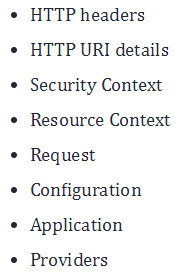 • HTTP headers
• HTTP URI details
• Security Context
• Resource Context
• Request
• Configuration
• Application
• Providers